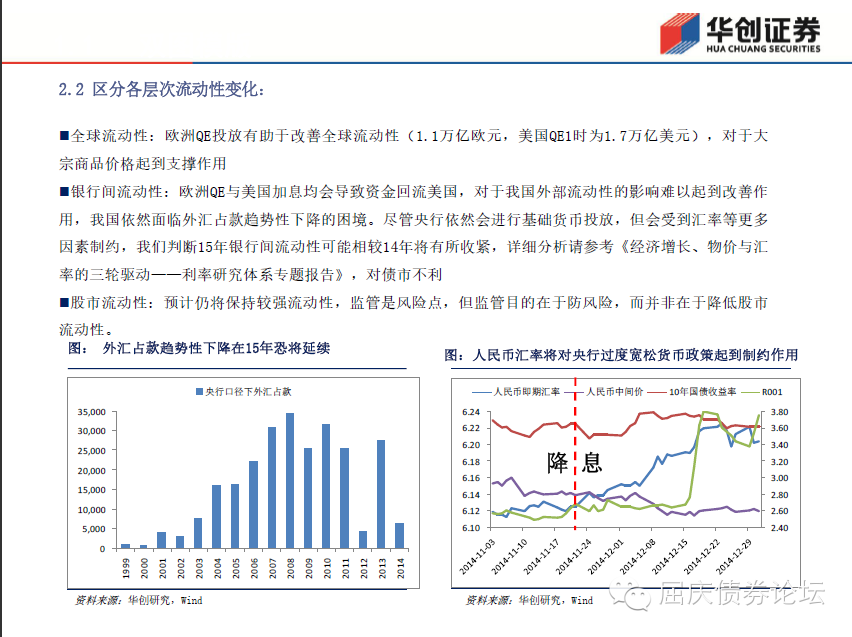 华创证券
HUA CHUANG SECURITIES
2.2 区分各层次流动性变化：
■全球流动性：欧洲QE投放有助于改善全球流动性（1.1万亿欧元，美国QE1时为1.7万亿美元），对于大
宗商品价格起到支撑作用
■银行间流动性：欧洲QE与美国加息均会导致资金回流美国，对于我国外部流动性的影响难以起到改善作
用，我国依然面临外汇占款趋势性下降的困境。尽管央行依然会进行基础货币投放，但会受到汇率等更多
因素制约，我们判断15年银行间流动性可能相较14年将有所收紧，详细分析请参考《经济增长、物价与汇
率的三轮驱动——利率研究体系专题报告》，对债市不利
■股市流动性：预计仍将保持较强流动性，监管是风险点，但监管目的在于防风险，而并非在于降低股市
流动性。
图： 外汇占款趋势性下降在15年恐将延续
央行口径下外汇占款
35,000
30,000
25,000
20,000
15,000
10,000
5,000
0
1999 2000 2001 2002 2003 2004 2005 2006 2007 2008 2009 2010 2011 2012 2013 2014
资料来源：华创研究，Wind
图：人民币汇率将对央行过度宽松货币政策起到制约作用
人民币即期汇率 人民币中间价 10年国债收益率 R001
6.24
6.22
6.20
6.18
6.16
6.14
6.12
6.10
降 息
3.80
3.60
3.40
3.20
3.00
2.80
2.60
2.40
2014-11-03 2014-11-10 2014-11-17 2014-11-24 2014-12-01 2014-12-08 2014-12-15 2014-12-22 2014-12-29
资料来源：华创研究，Wind
屈庆债券论坛